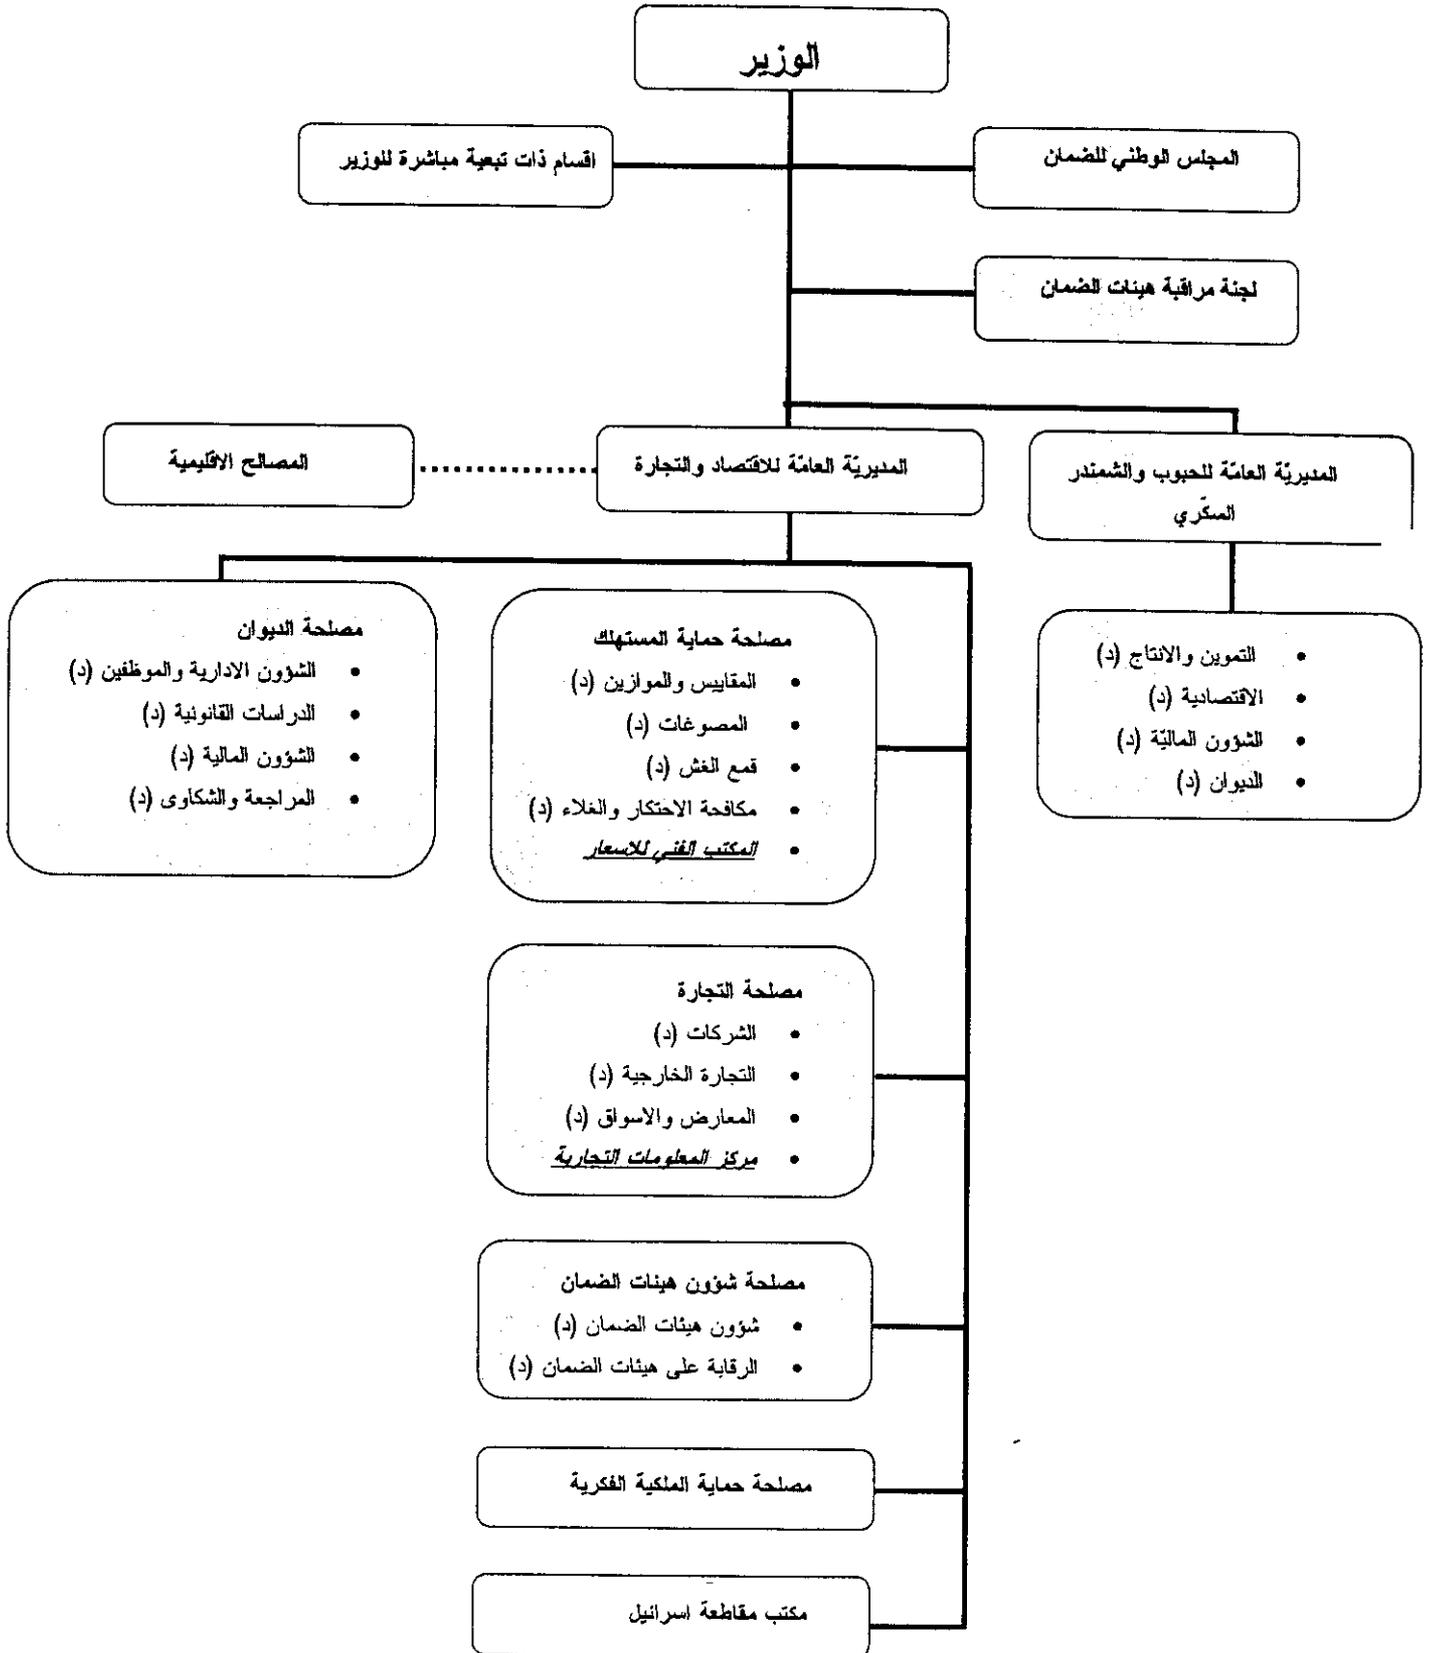 الوزير
المجلس الوطني للضمان
اقسام ذات تبعية مباشرة للوزير
لجنة مراقبة هيئات الضمان
المديريّة العامّة للحبوب والشمندر
السكّري
المديريّة العامّة للاقتصاد والتجارة
المصالح الاقليمية
• التموين والانتاج (د)
• الاقتصادية (د)
• الشؤون الماليّة (د)
• الديوان (د)
مصلحة حماية المستهلك
• المقاييس والموازين (د)
• المصوغات (د)
• قمع الغش (د)
• مكافحة الاحتكار والغلاء (د)
• المكتب الفني للاسعار
مصلحة الديوان
• الشؤون الادارية والموظفين (د)
• الدراسات القانونية (د)
• الشؤون المالية (د)
• المراجعة والشكاوى (د)
مصلحة التجارة
• الشركات (د)
• التجارة الخارجية (د)
• المعارض والاسواق (د)
• مركز المعلومات التجارية
مصلحة شؤون هيئات الضمان
• شؤون هيئات الضمان (د)
• الرقابة على هيئات الضمان (د)
مصلحة حماية الملكية الفكرية
مكتب مقاطعة اسرائيل